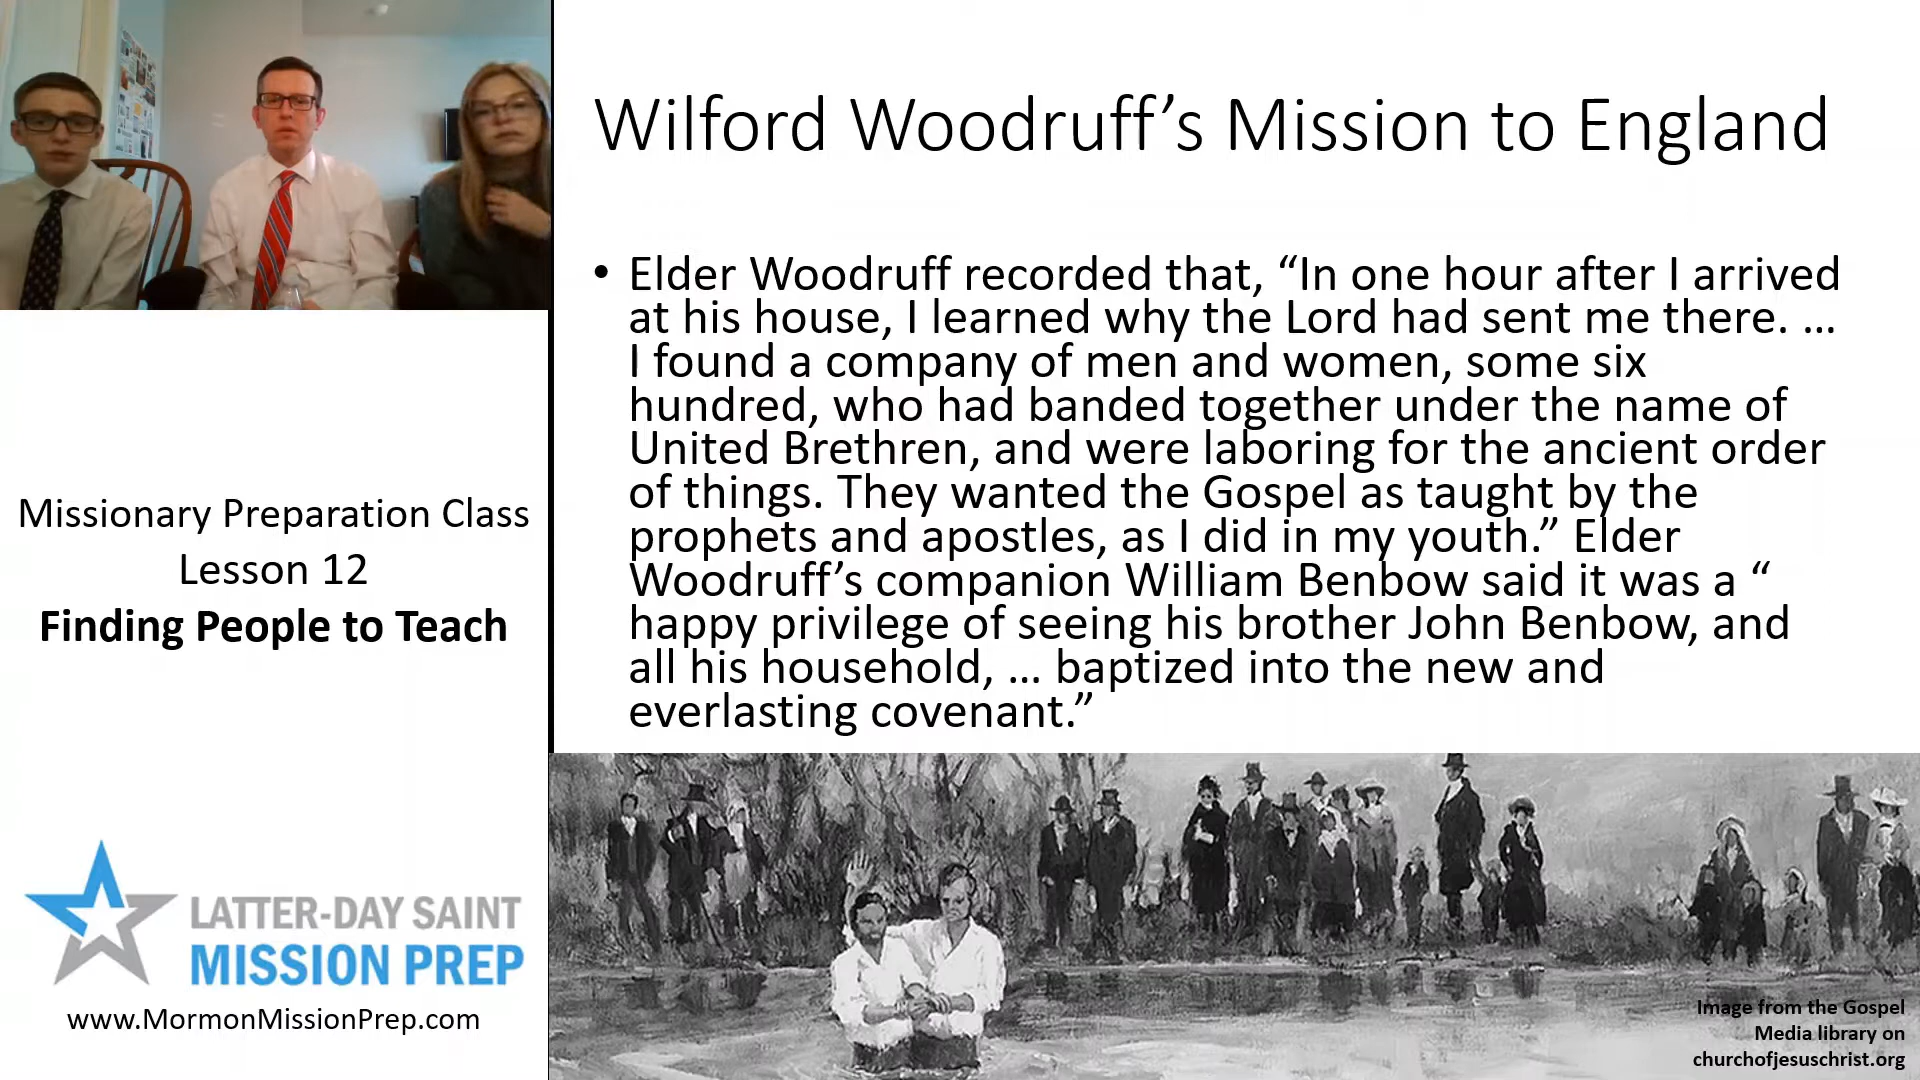 Wilford Woodruff’s Mission to England
• Elder Woodruff recorded that, “In one hour after I arrived
at his house, I learned why the Lord had sent me there. …
I found a company of men and women, some six
hundred, who had banded together under the name of
United Brethren, and were laboring for the ancient order
of things. They wanted the Gospel as taught by the
prophets and apostles, as I did in my youth.” Elder
Woodruff’s companion William Benbow said it was a “
happy privilege of seeing his brother John Benbow, and
all his household, … baptized into the new and
everlasting covenant.”
Missionary Preparation Class
Lesson 12
Finding People to Teach
LATTER-DAY SAINT
MISSION PREP
www.MormonMissionPrep.com
Image from the Gospel
Media library on
churchofjesuschrist.org